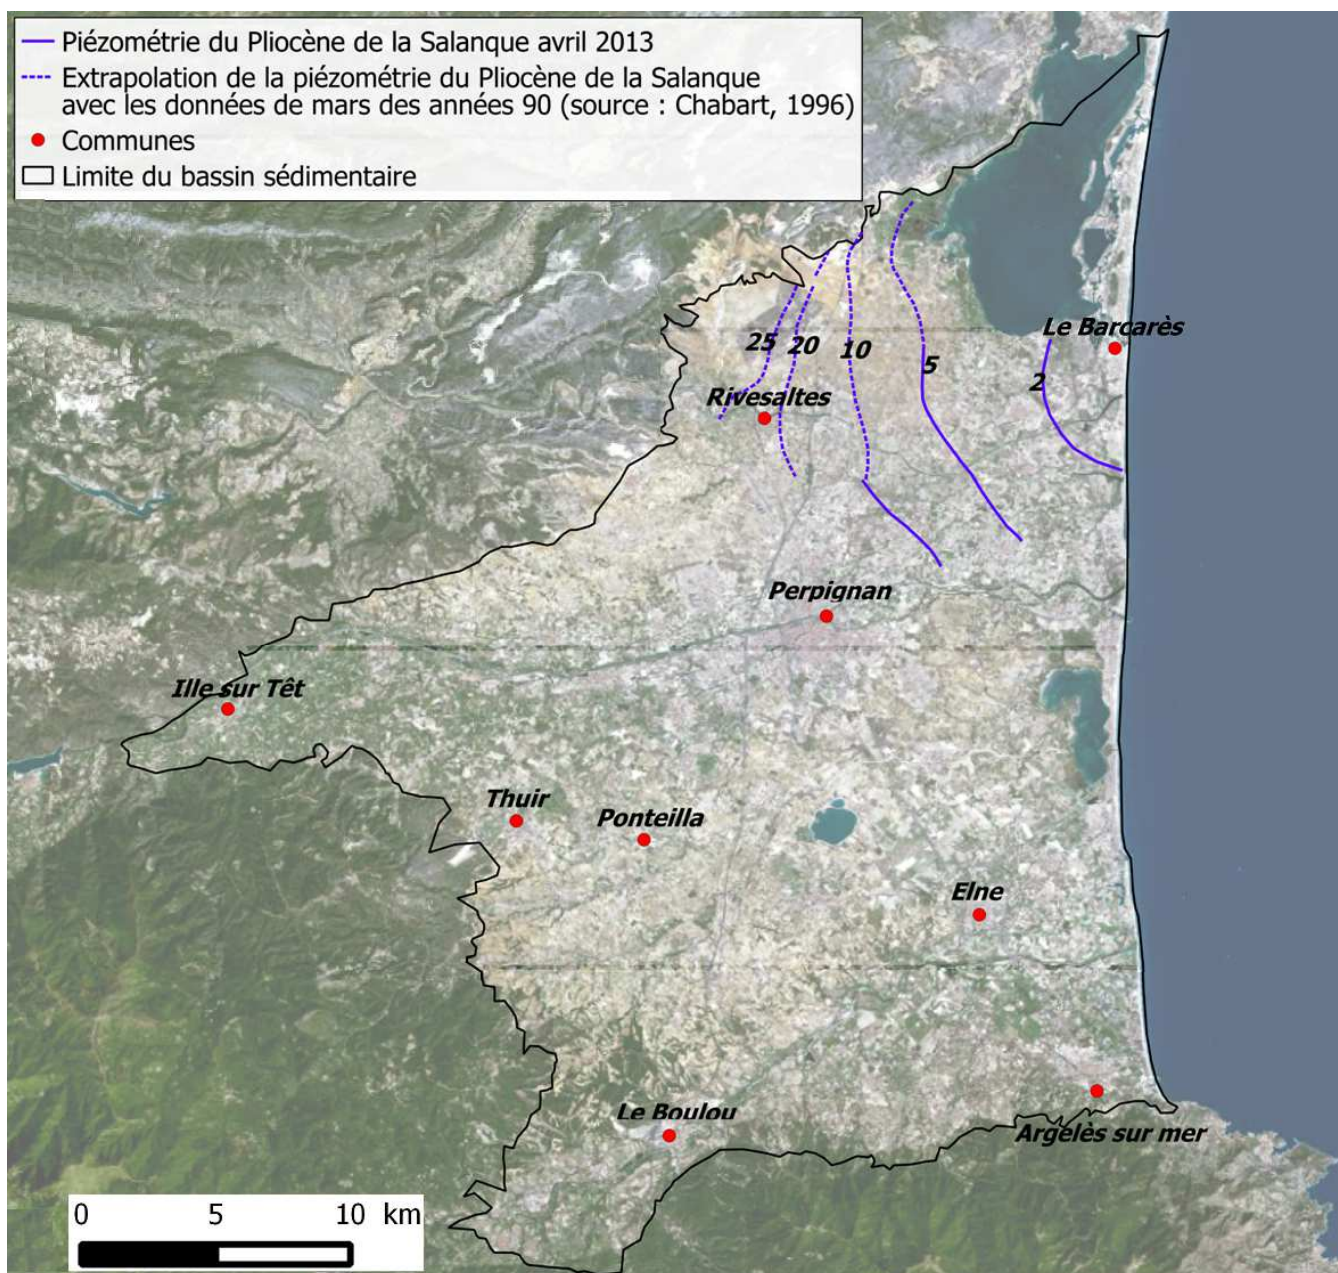 Piézométrie du Pliocène de la Salanque avril 2013
Extrapolation de la piézométrie du Pliocène de la Salanque
avec les données de mars des années 90 (source : Chabart, 1996)
Communes
Limite du bassin sédimentaire
Le Barcarès
25 20 10
5
2
Rivesaltes
Perpignan
Ille sur Têt
Thuir
Ponteilla
Elne
Le Boulou
Argelès sur mer
0 5 10 km